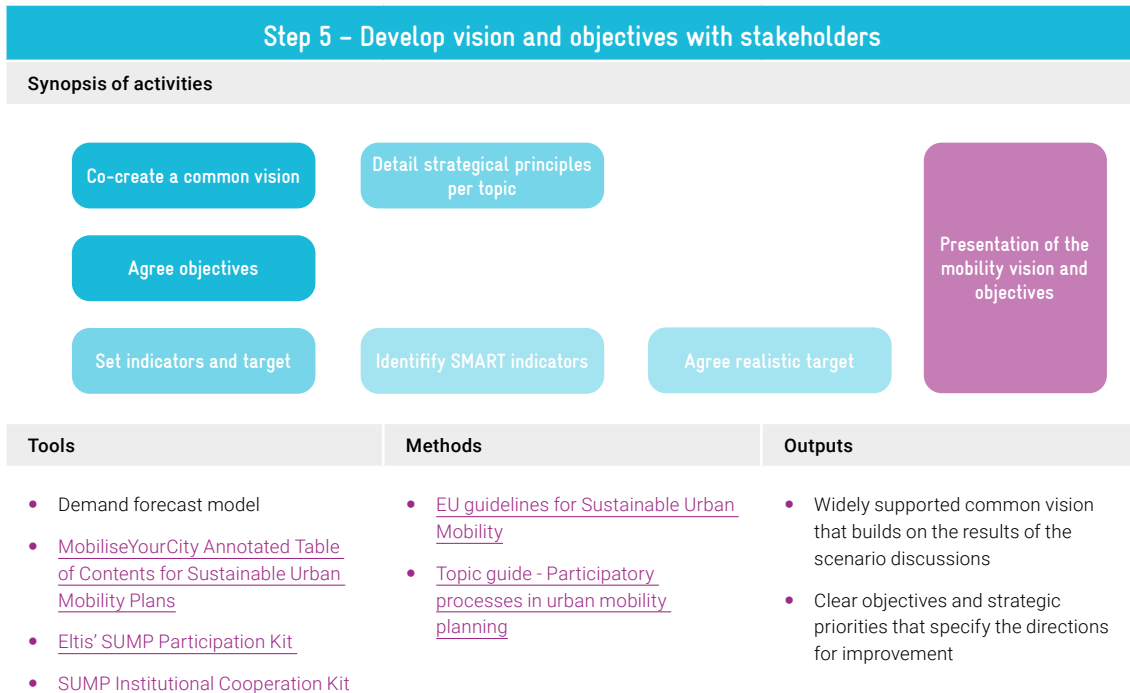 Step 5 – Develop vision and objectives with stakeholders
Synopsis of activities
Co-create a common vision
Detail strategical principles
per topic
Agree objectives
Presentation of the
mobility vision and
objectives
Set indicators and target
Identifify SMART indicators
Agree realistic target
Tools
• Demand forecast model
• MobiliseYourCity Annotated Table
of Contents for Sustainable Urban
Mobility Plans
• Eltis' SUMP Participation Kit
• SUMP Institutional Cooperation Kit
Methods
• EU guidelines for Sustainable Urban
Mobility
• Topic guide - Participatory
processes in urban mobility
planning
Outputs
• Widely supported common vision
that builds on the results of the
scenario discussions
• Clear objectives and strategic
priorities that specify the directions
for improvement